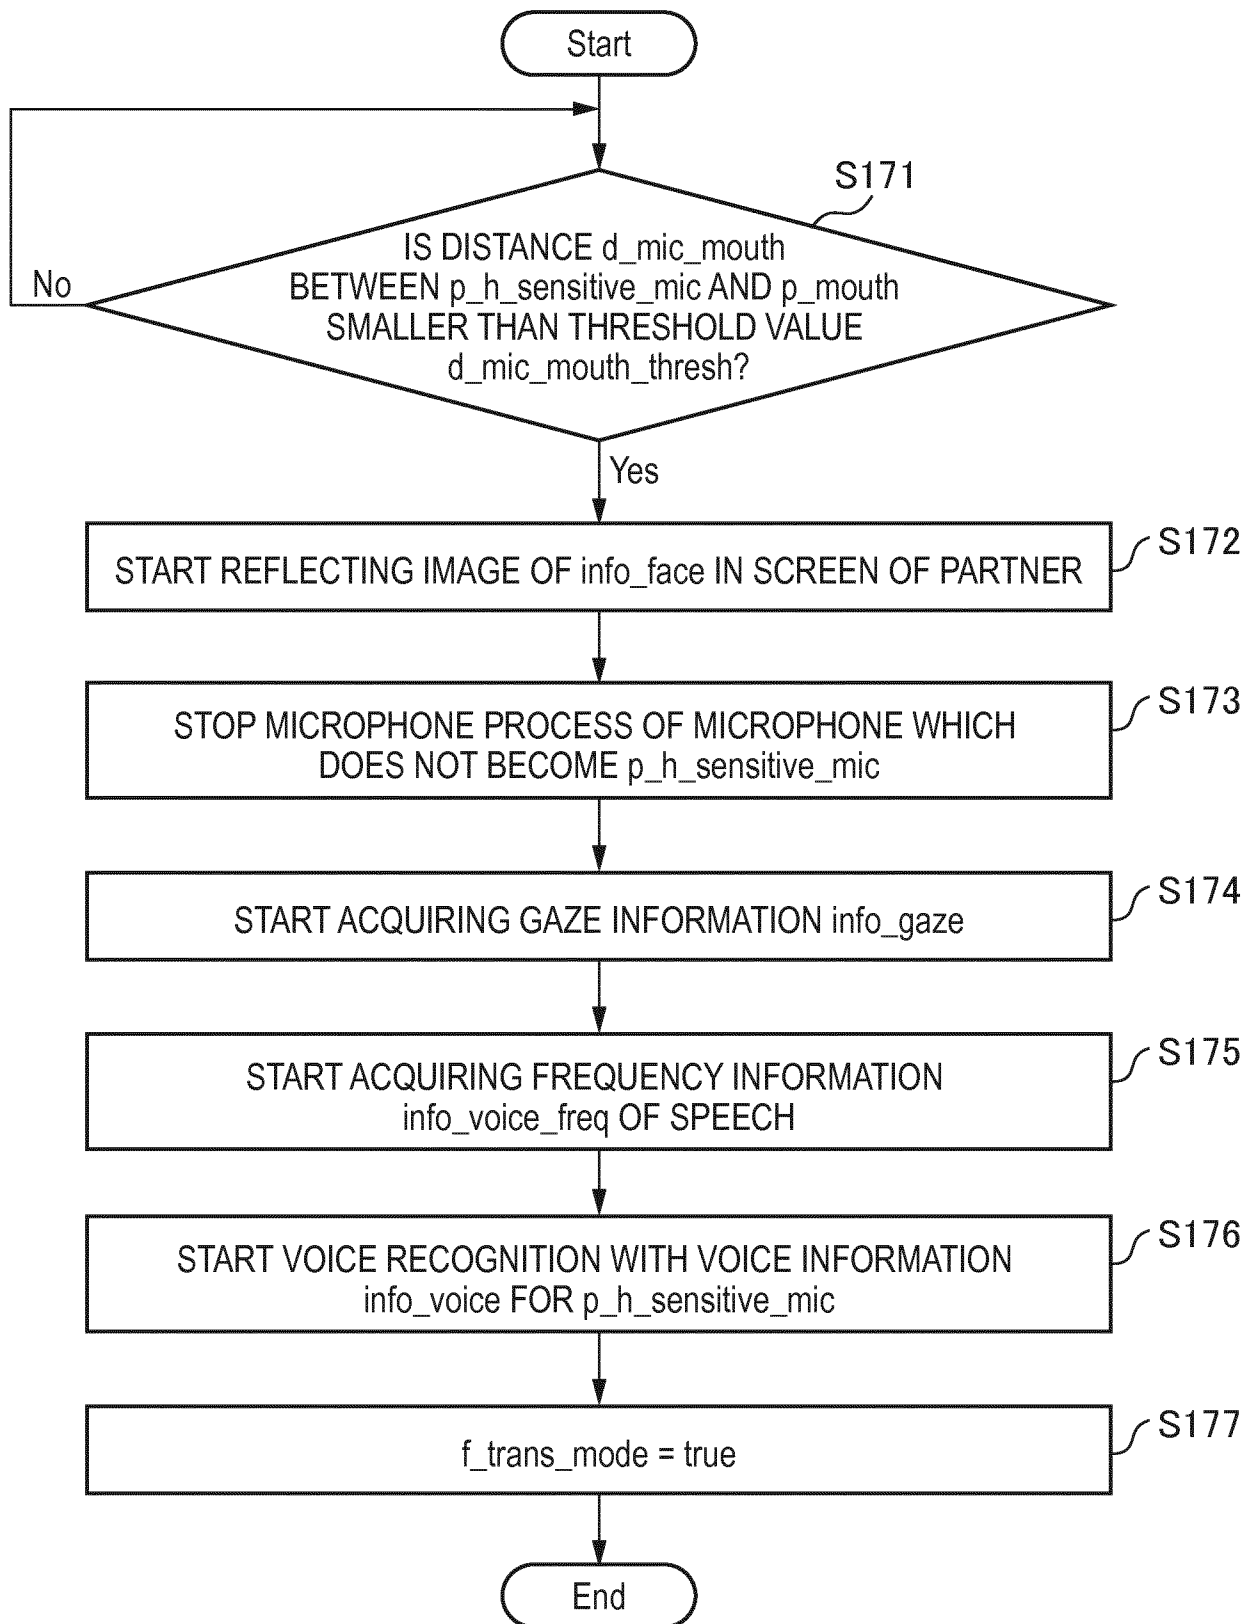 Start
S171
IS DISTANCE d_mic_mouth
BETWEEN p_h_sensitive_mic AND p_mouth
SMALLER THAN THRESHOLD VALUE
d_mic_mouth_thresh?
No
Yes
S172
START REFLECTING IMAGE OF info_face IN SCREEN OF PARTNER
S173
STOP MICROPHONE PROCESS OF MICROPHONE WHICH
DOES NOT BECOME p_h_sensitive_mic
S174
START ACQUIRING GAZE INFORMATION info_gaze
S175
START ACQUIRING FREQUENCY INFORMATION
info_voice_freq OF SPEECH
S176
START VOICE RECOGNITION WITH VOICE INFORMATION
info_voice FOR p_h_sensitive_mic
S177
f_trans_mode = true
End